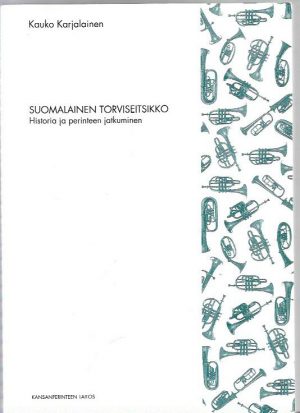 Kauko Karjalainen
SUOMALAINEN TORVISEITSIKKO
Historia ja perinteen jatkuminen
KANSANPERINTEEN LAITOS